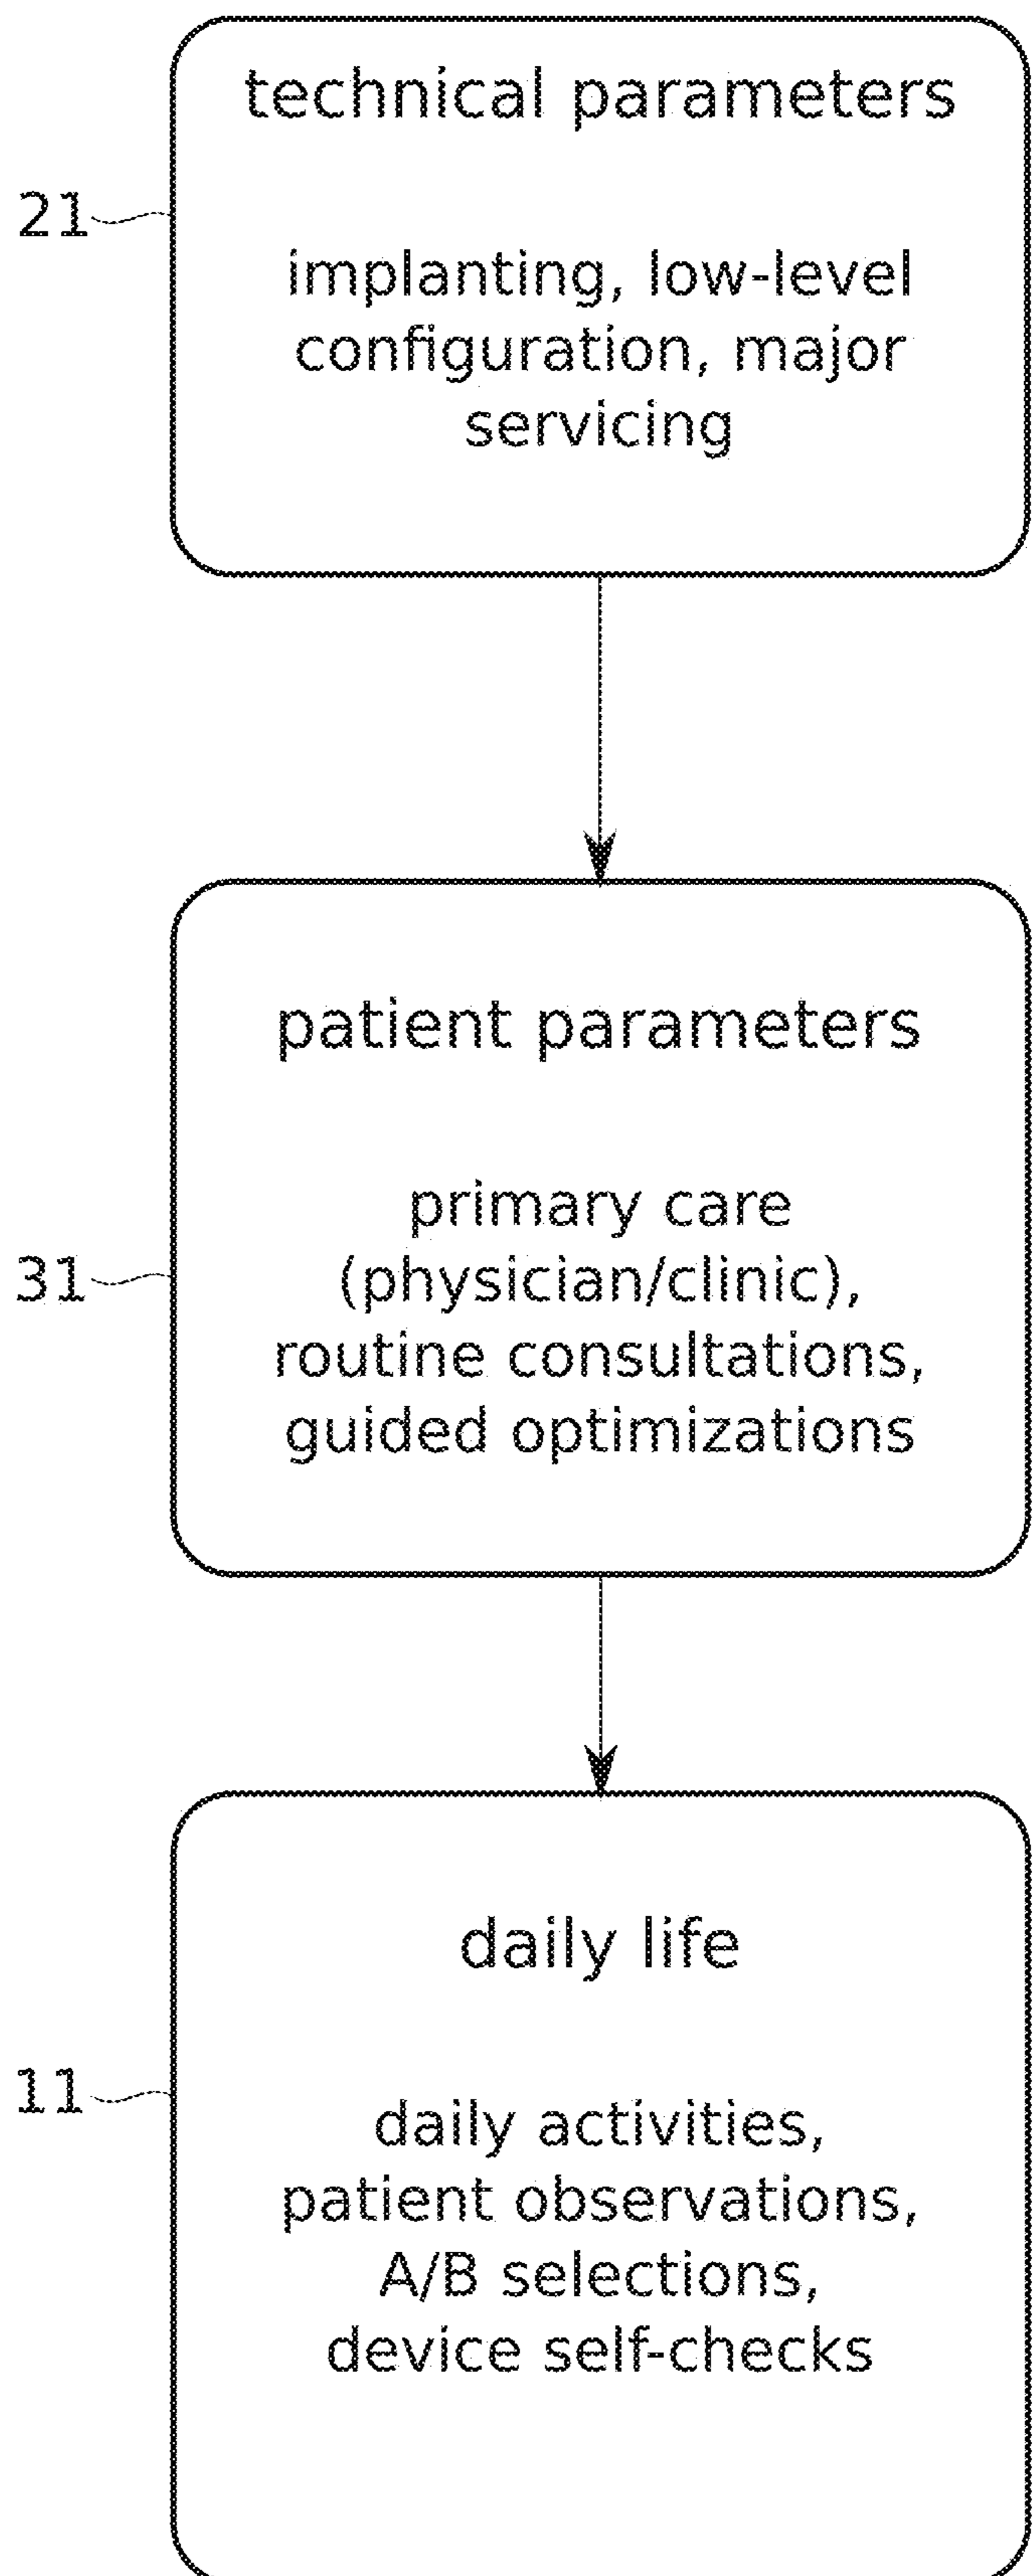 technical parameters
21
implanting, low-level
configuration, major
servicing
patient parameters
primary care
31
(physician/clinic),
routine consultations,
guided optimizations
daily life
11
daily activities,
patient observations,
A/B selections,
device self-checks